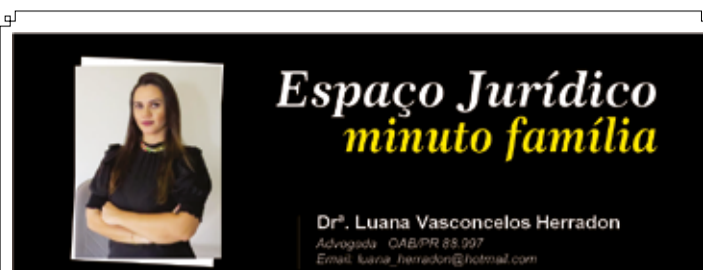 Espaço Jurídico
minuto família
Drª. Luana Vasconcelos Herradon
Advogada OAB/PR 88.997
Email: luana_herradon@hotmail.com